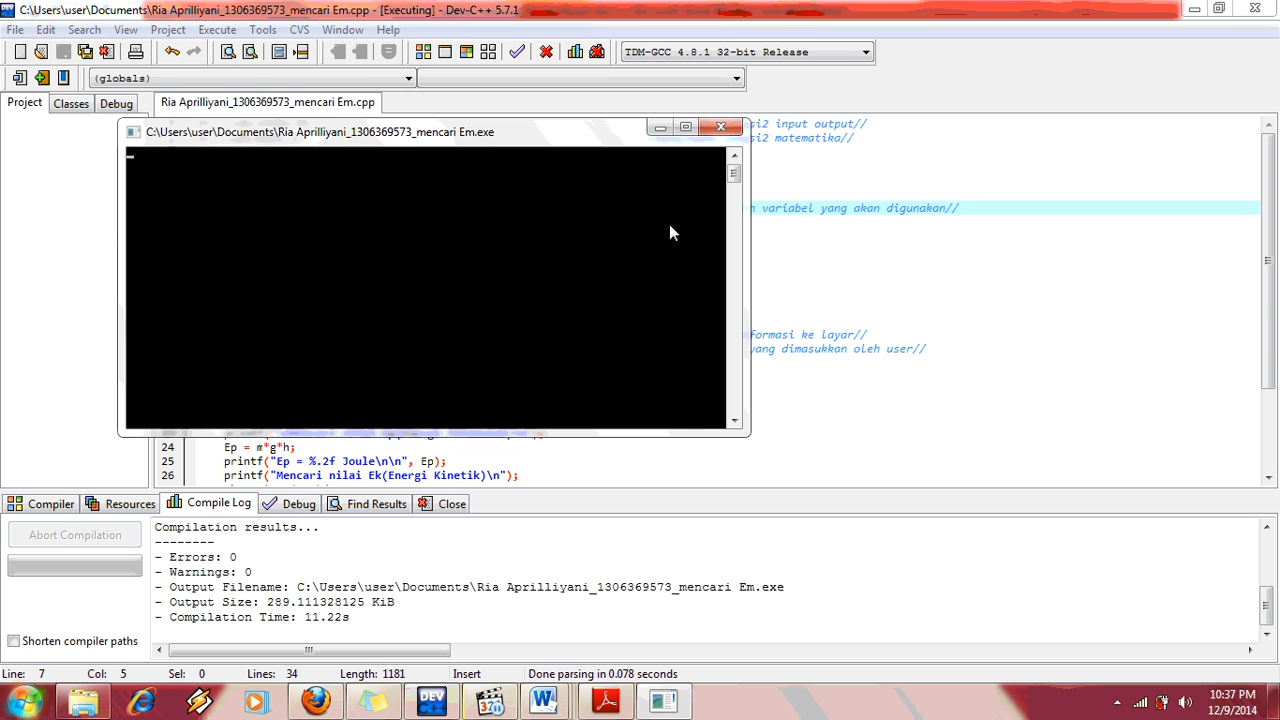 C:\Users\user\Documents\Ria Aprilliyani_1306369573_mencari Em.cpp - [Executing] - Dev-C++ 5.7.1
File Edit Search View Project Execute Tools CVS Window Help
TDM-GCC 4.8.1 32-bit Release
(globals)
Project Classes Debug Ria Aprilliyani_1306369573_mencari Em.cpp
C:\Users\user\Documents\Ria Aprilliyani_1306369573_mencari Em.exe
si2 input output//
si2 matematika//
n variabel yang akan digunakan//
formasi ke layar//
yang dimasukkan oleh user//
24 Ep = m*g*h;
25 printf("Ep = %.2f Joule\n\n", Ep);
26 printf("Mencari nilai Ek(Energi Kinetik)\n");
Compiler Resources Compile Log Debug Find Results Close
Abort Compilation
Compilation results...
--------
- Errors: 0
- Warnings: 0
- Output Filename: C:\Users\user\Documents\Ria Aprilliyani_1306369573_mencari Em.exe
- Output Size: 289.111328125 KiB
- Compilation Time: 11.22s
Shorten compiler paths
Line: 7 Col: 5 Sel: 0 Lines: 34 Length: 1181 Insert Done parsing in 0.078 seconds
DEV 320 W
10:37 PM
12/9/2014